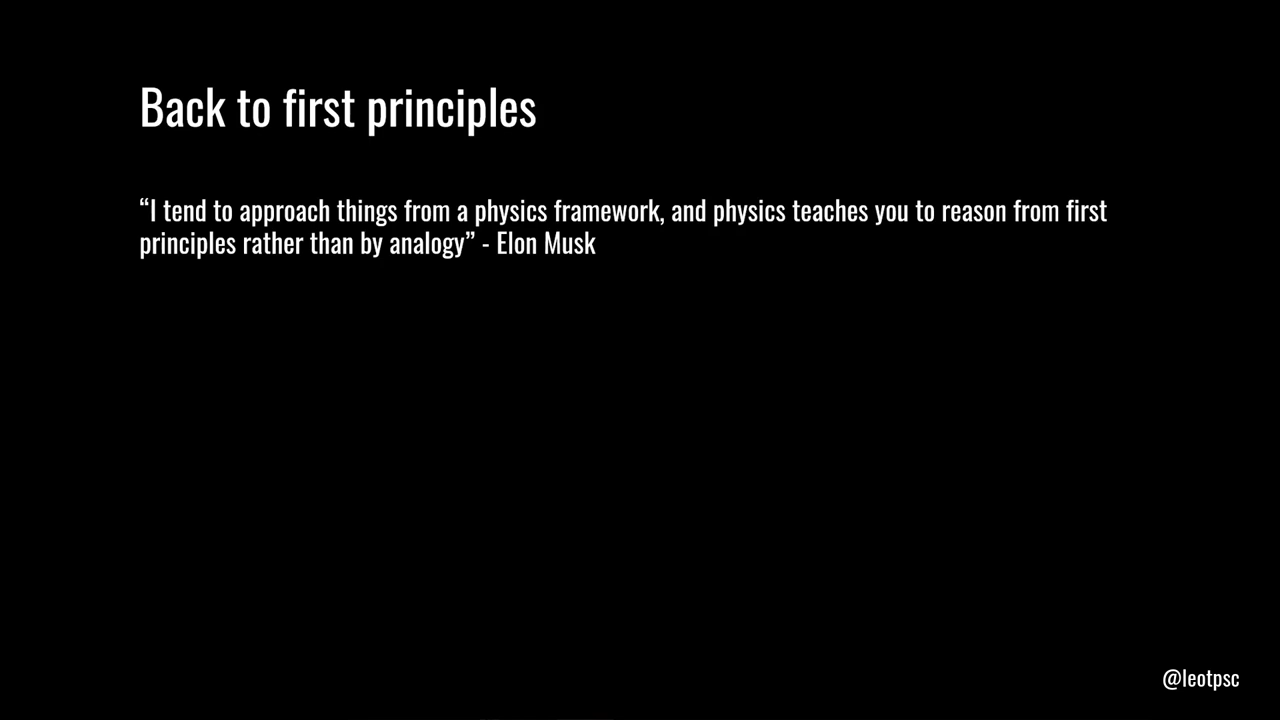 Back to first principles
“I tend to approach things from a physics framework, and physics teaches you to reason from first
principles rather than by analogy” - Elon Musk
@leotpsc